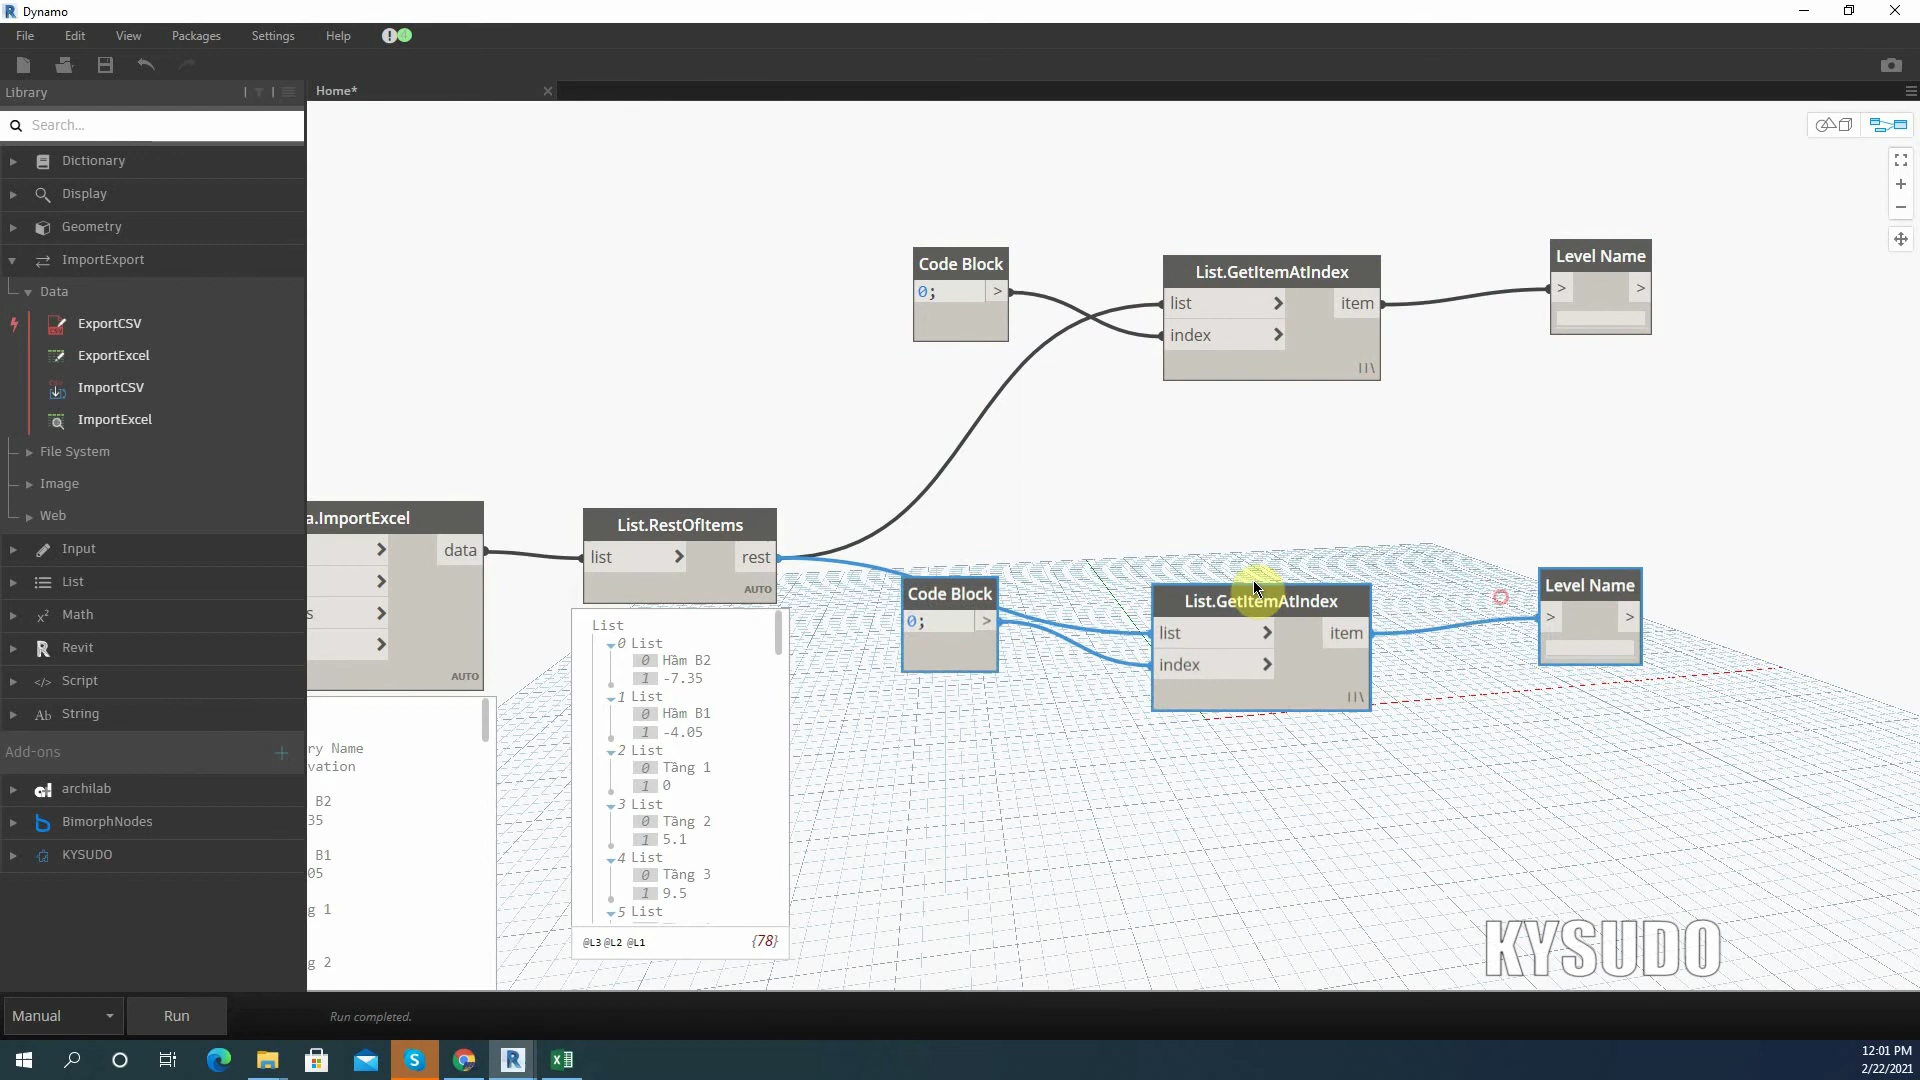 Dynamo
File Edit View Packages Settings Help
Library
Home*
Search...
Dictionary
Display
Geometry
ImportExport
Data
ExportCSV
ExportExcel
ImportCSV
ImportExcel
File System
Image
Web
Input
List
Math
Revit
Script
String
Add-ons
archilab
BimorphNodes
KYSUDO
Code Block
0; >
List.GetItemAtIndex
list > item
index >
Level Name
> >
a.ImportExcel
> data
>
s >
>
AUTO
ry Name
vation
B2
35
B1
05
g 1
g 2
List.RestOfItems
list > rest
AUTO
List
0 List
0 Hầm B2
1 -7.35
1 List
0 Hầm B1
1 -4.05
2 List
0 Tầng 1
1 0
3 List
0 Tầng 2
1 5.1
4 List
0 Tầng 3
1 9.5
5 List
@L3 @L2 @L1 {78}
Code Block
0; >
List.GetItemAtIndex
list > item
index >
Level Name
> >
KYSUDO
Manual Run Run completed.
12:01 PM
2/22/2021